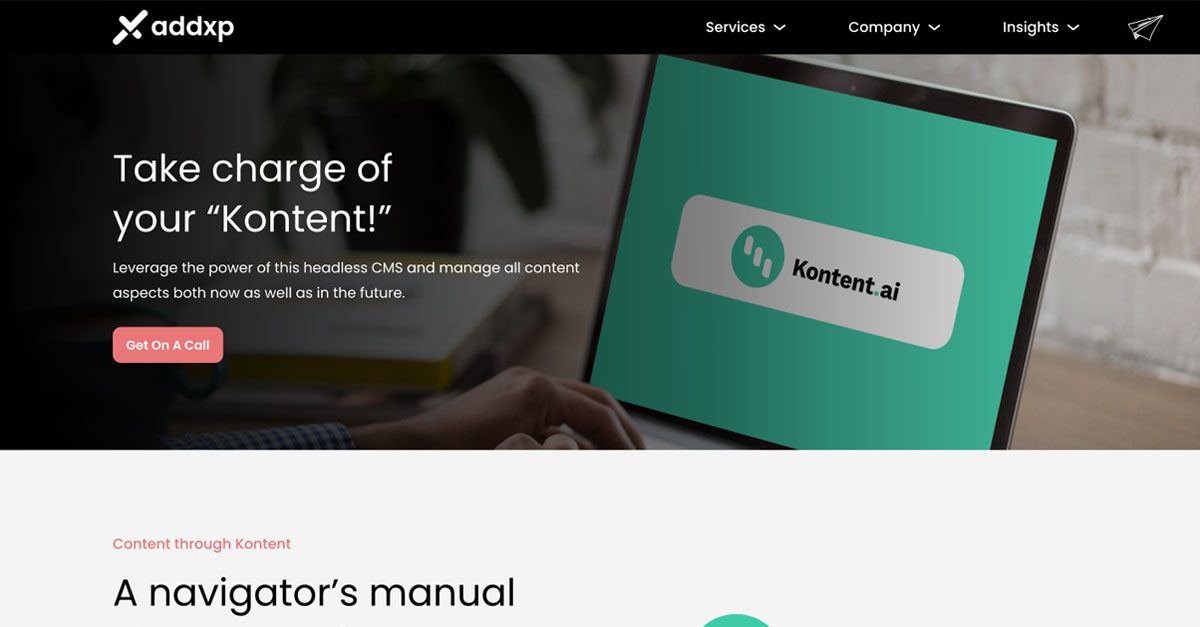 addxp
Services
Company
Insights
Take charge of
your “Kontent!”
Leverage the power of this headless CMS and manage all content
aspects both now as well as in the future.
Get On A Call
Kontent.ai
Content through Kontent
A navigator’s manual